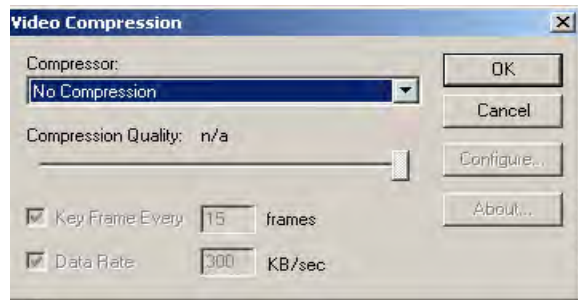 Video Compression
Compressor:
No Compression
OK
Cancel
Compression Quality: n/a
Configure...
Key Frame Every 15 frames
About...
Data Rate 300 KB/sec